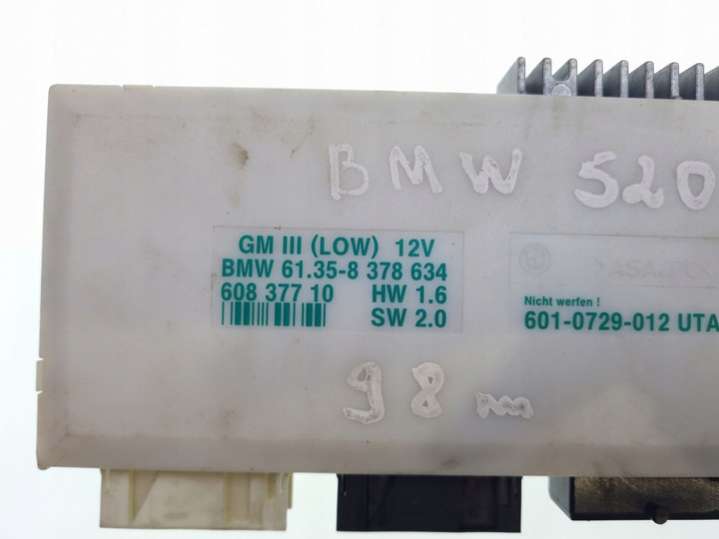 BMW 520
GM III (LOW) 12V
BMW 61.35-8 378 634
608 377 10 HW 1.6
SW 2.0
Nicht werfen !
601-0729-012 UTA
98